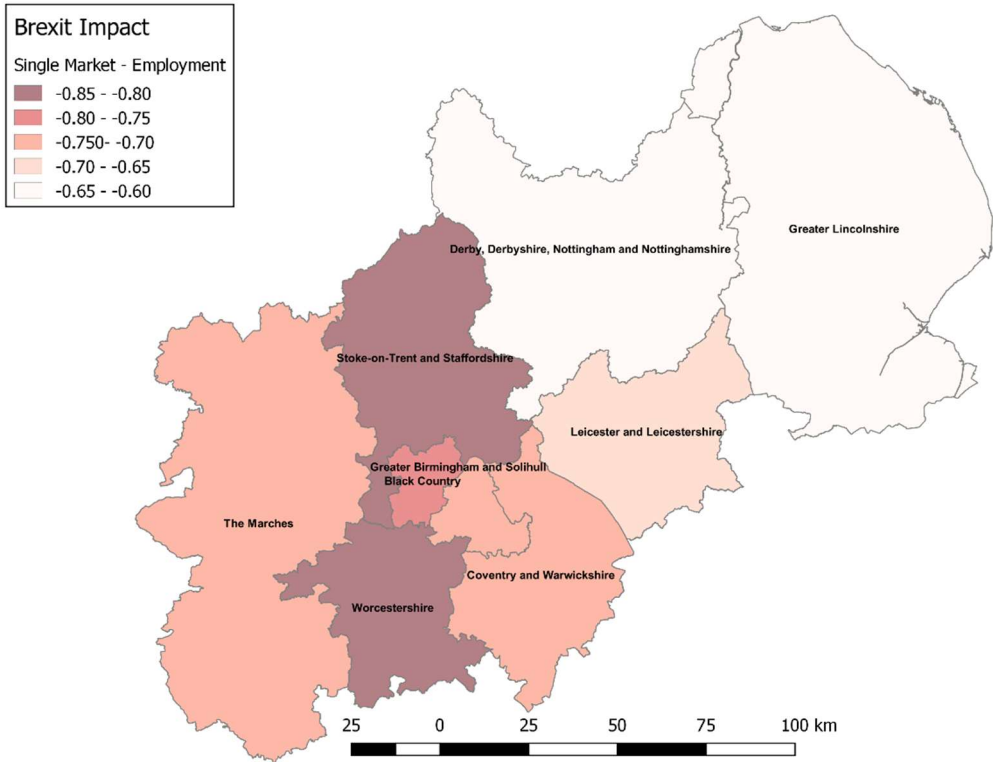 Brexit Impact
Single Market - Employment
-0.85 - -0.80
-0.80 - -0.75
-0.750- -0.70
-0.70 - -0.65
-0.65 - -0.60
Greater Lincolnshire
Derby, Derbyshire, Nottingham and Nottinghamshire
Stoke-on-Trent and Staffordshire
Leicester and Leicestershire
Greater Birmingham and Solihull
Black Country
The Marches
Coventry and Warwickshire
Worcestershire
25 0 25 50 75 100 km